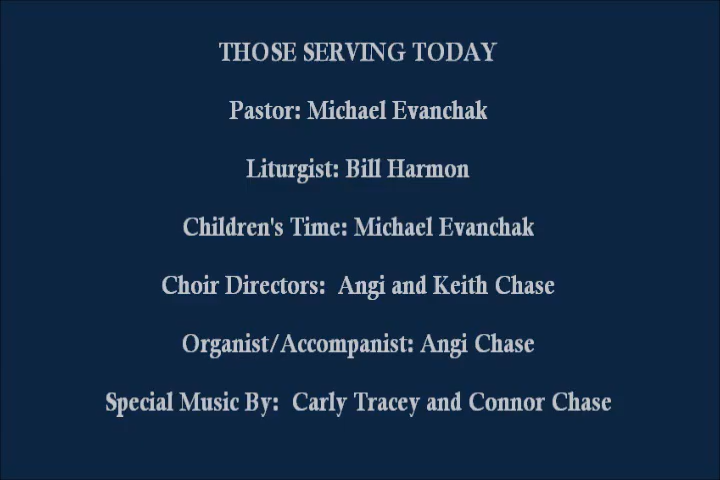 THOSE SERVING TODAY
Pastor: Michael Evanchak
Liturgist: Bill Harmon
Children's Time: Michael Evanchak
Choir Directors:  Angi and Keith Chase
Organist/Accompanist: Angi Chase
Special Music By:  Carly Tracey and Connor Chase